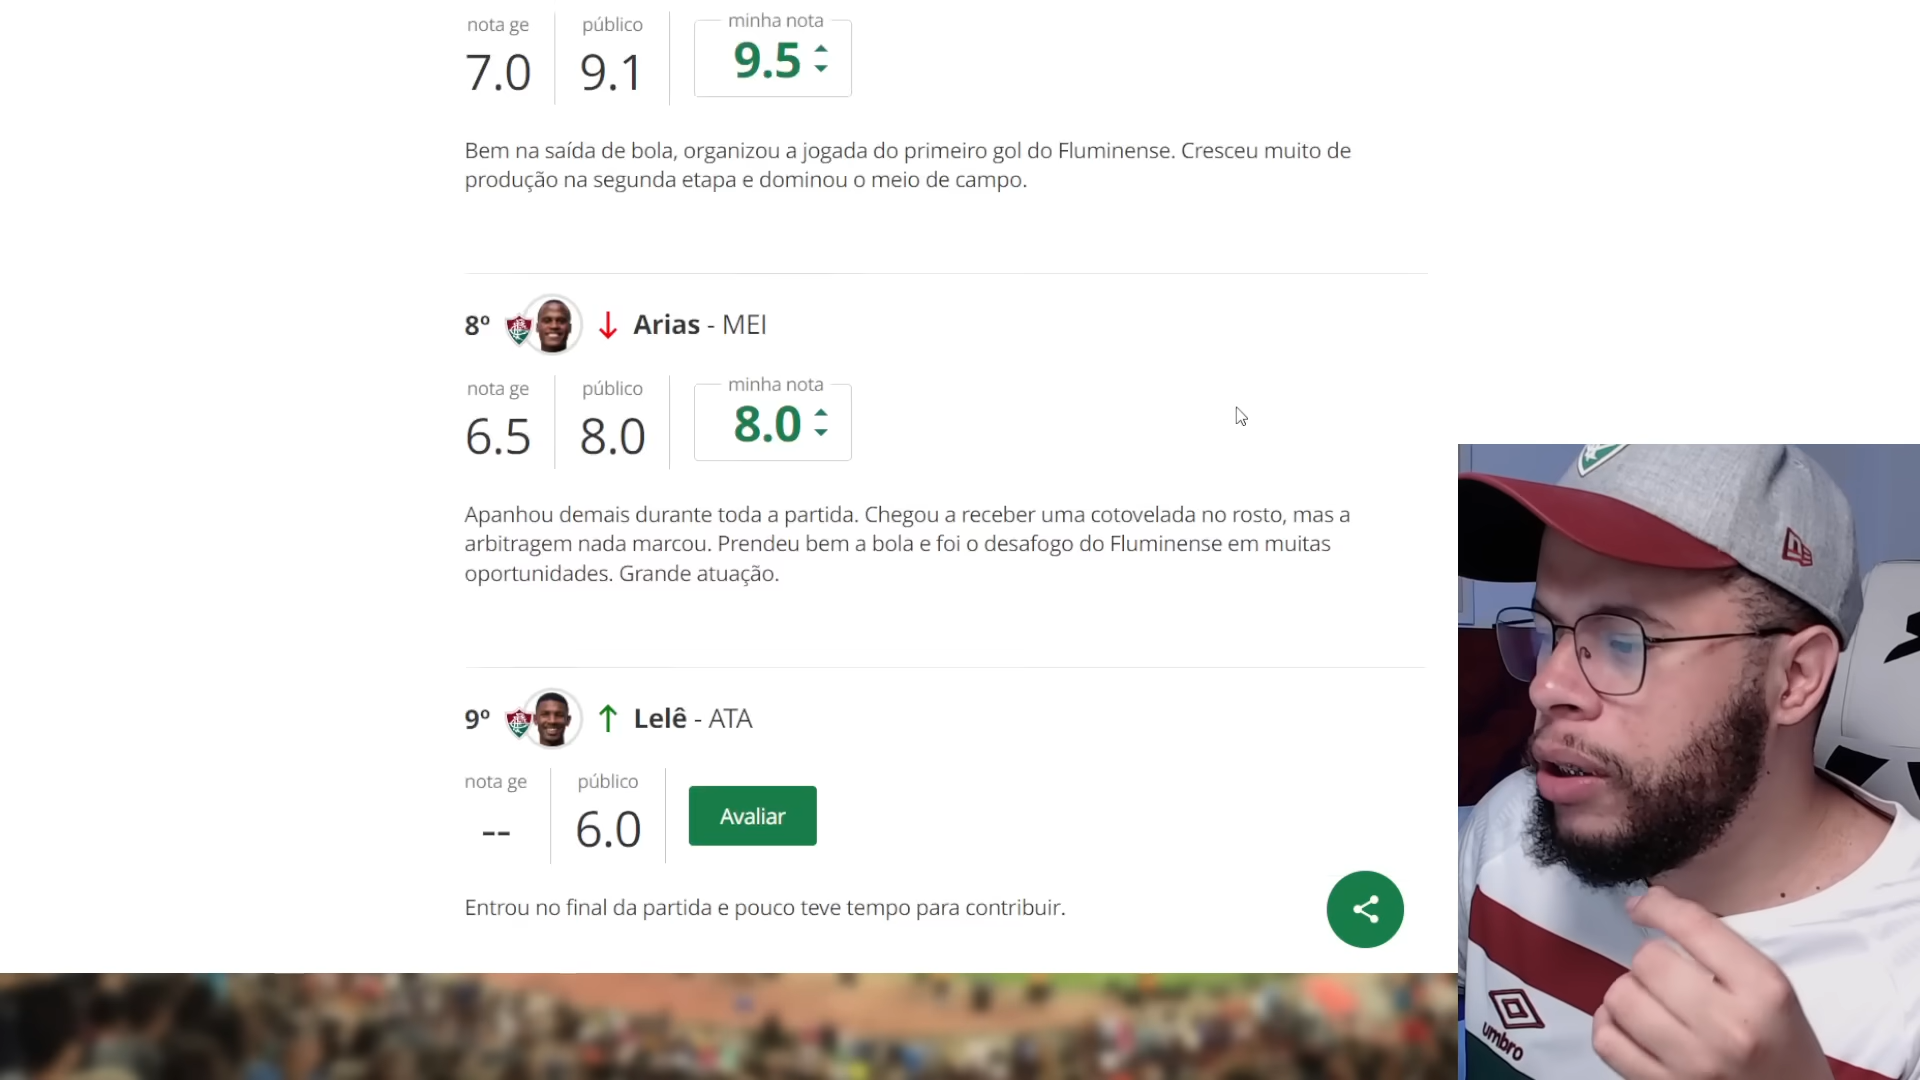 nota ge público minha nota
7.0 9.1 9.5
Bem na saída de bola, organizou a jogada do primeiro gol do Fluminense. Cresceu muito de
produção na segunda etapa e dominou o meio de campo.
8º Arias - MEI
nota ge público minha nota
6.5 8.0 8.0
Apanhou demais durante toda a partida. Chegou a receber uma cotovelada no rosto, mas a
arbitragem nada marcou. Prendeu bem a bola e foi o desafogo do Fluminense em muitas
oportunidades. Grande atuação.
9º Lelê - ATA
nota ge público
-- 6.0 Avaliar
Entrou no final da partida e pouco teve tempo para contribuir.
umbro